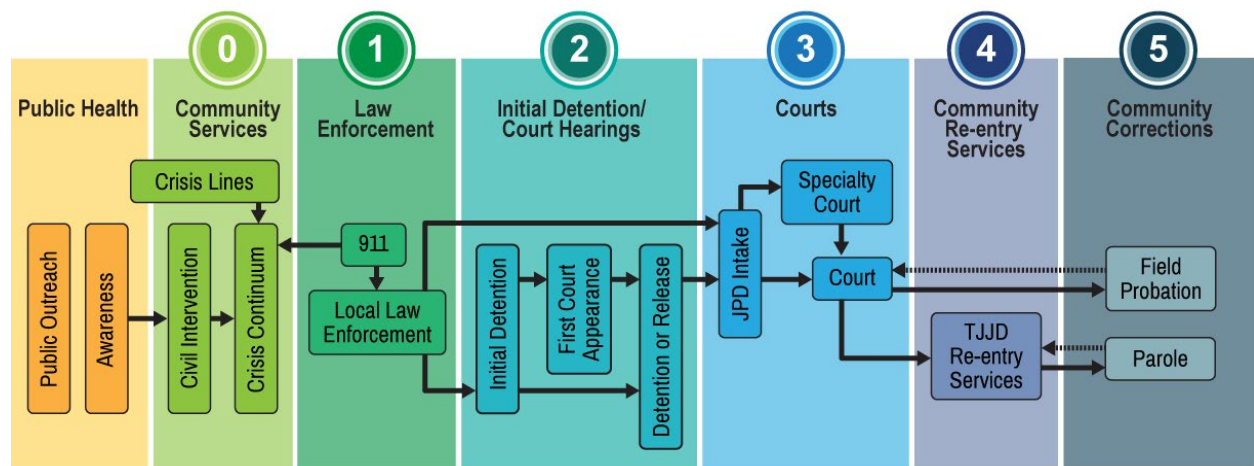 0
1
2
3
4
5
Public Health
Community
Services
Law
Enforcement
Initial Detention/
Court Hearings
Courts
Community
Re-entry
Services
Community
Corrections
Public Outreach
Awareness
Crisis Lines
Civil Intervention
Crisis Continuum
911
Local Law
Enforcement
Initial Detention
First Court
Appearance
Detention or Release
JPD Intake
Specialty
Court
Court
TJJD
Re-entry
Services
Field
Probation
Parole